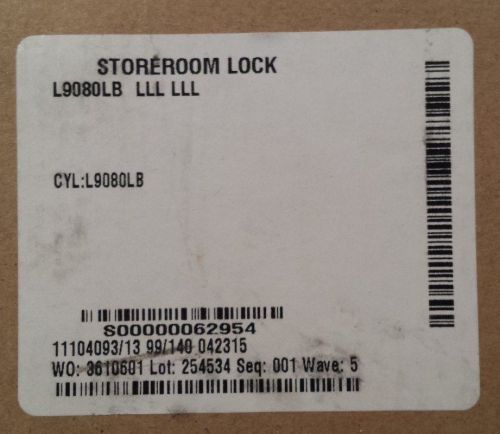 STOREROOM LOCK
L9080LB LLL LLL
CYL:L9080LB
S00000062954
11104093/13 99/140 042315
WO: 3610601 Lot: 254534 Seq: 001 Wave: 5